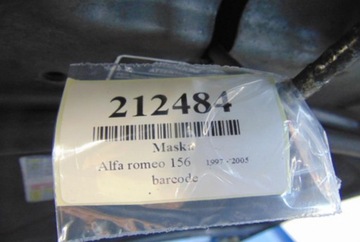 212484
Maska
Alfa romeo 156 1997 - 2005
barcode